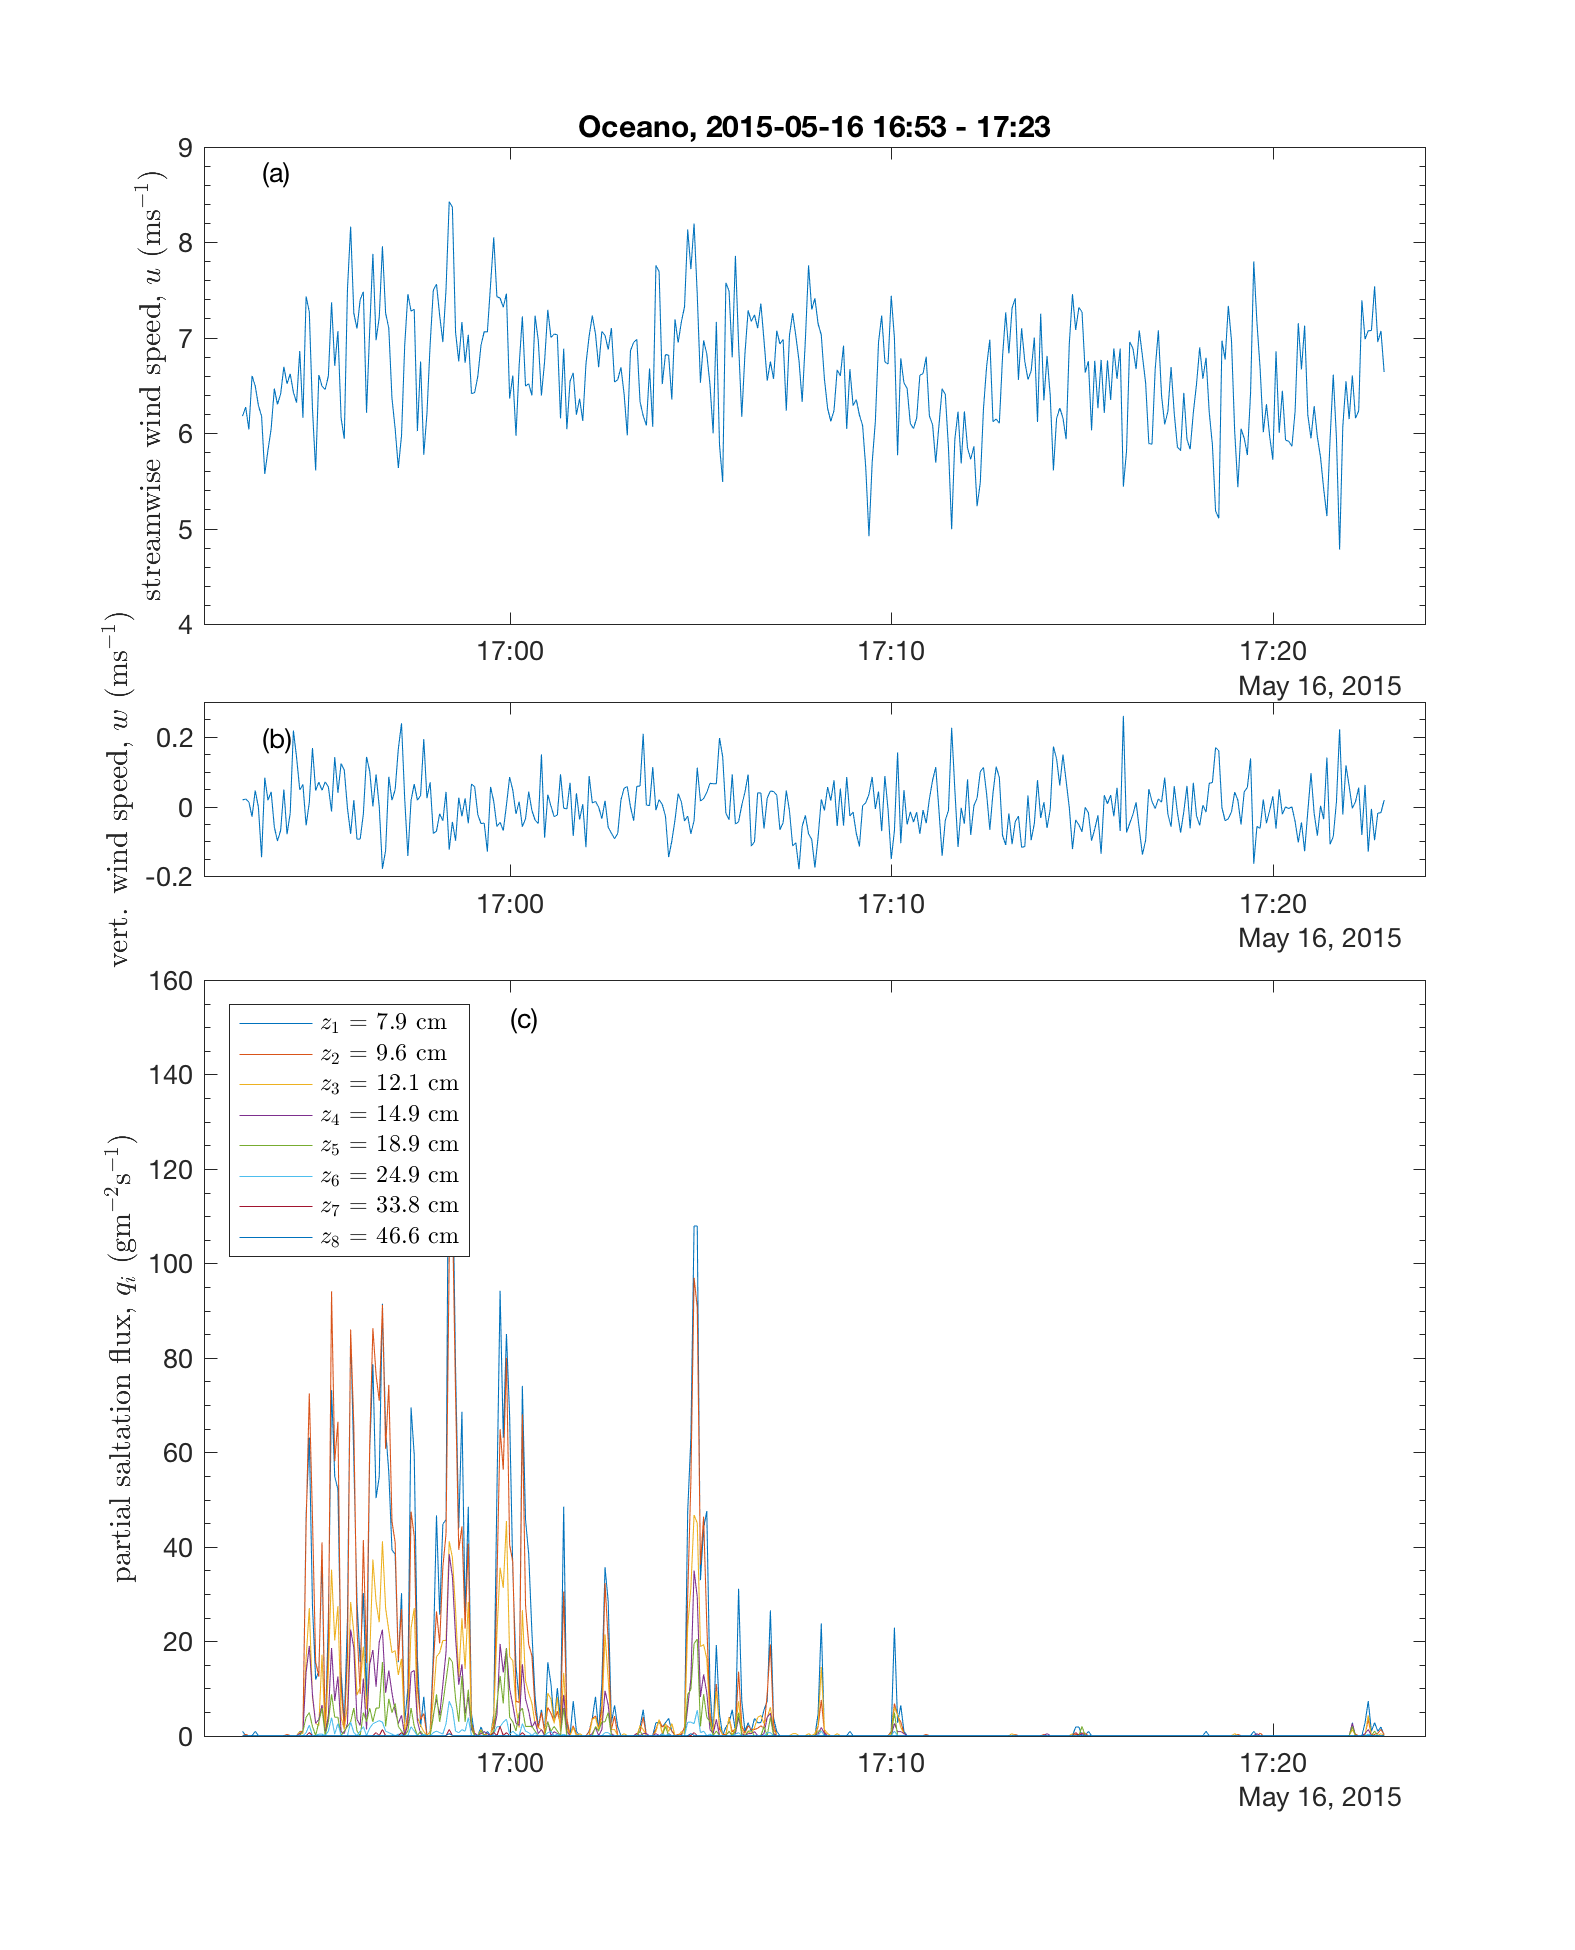 Oceano, 2015-05-16 16:53 - 17:23
(a)
streamwise wind speed, u (ms⁻¹)
9
8
7
6
5
4
17:00 17:10 17:20
May 16, 2015
(b)
vert. wind speed, w (ms⁻¹)
0.2
0
-0.2
17:00 17:10 17:20
May 16, 2015
(c)
partial saltation flux, qᵢ (gm⁻²s⁻¹)
160
140
120
100
80
60
40
20
0
z₁ = 7.9 cm
z₂ = 9.6 cm
z₃ = 12.1 cm
z₄ = 14.9 cm
z₅ = 18.9 cm
z₆ = 24.9 cm
z₇ = 33.8 cm
z₈ = 46.6 cm
17:00 17:10 17:20
May 16, 2015